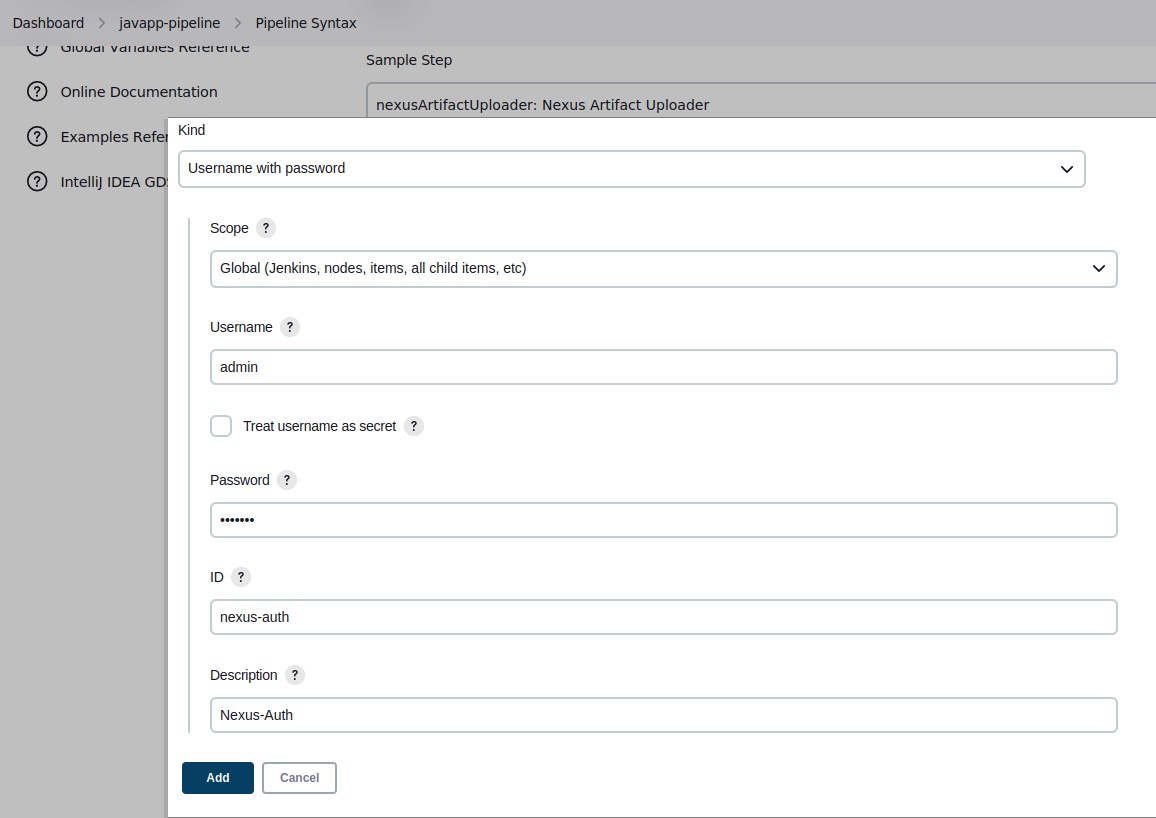 Dashboard > javapp-pipeline > Pipeline Syntax
Global Variables Reference
Online Documentation
Examples Refer
IntelliJ IDEA GD
Sample Step
nexusArtifactUploader: Nexus Artifact Uploader
Kind
Username with password
Scope ?
Global (Jenkins, nodes, items, all child items, etc)
Username ?
admin
Treat username as secret ?
Password ?
•••••••
ID ?
nexus-auth
Description ?
Nexus-Auth
Add
Cancel